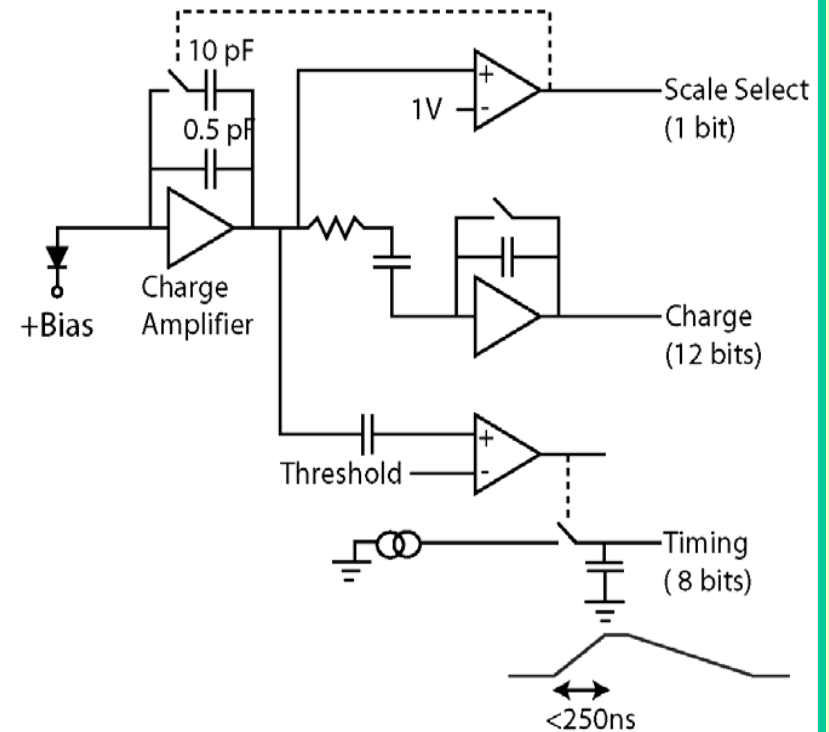 10 pF
0.5 pF
1V
+
-
Scale Select
(1 bit)
Charge
Amplifier
+Bias
Charge
(12 bits)
+
-
Threshold
Timing
( 8 bits)
<250ns